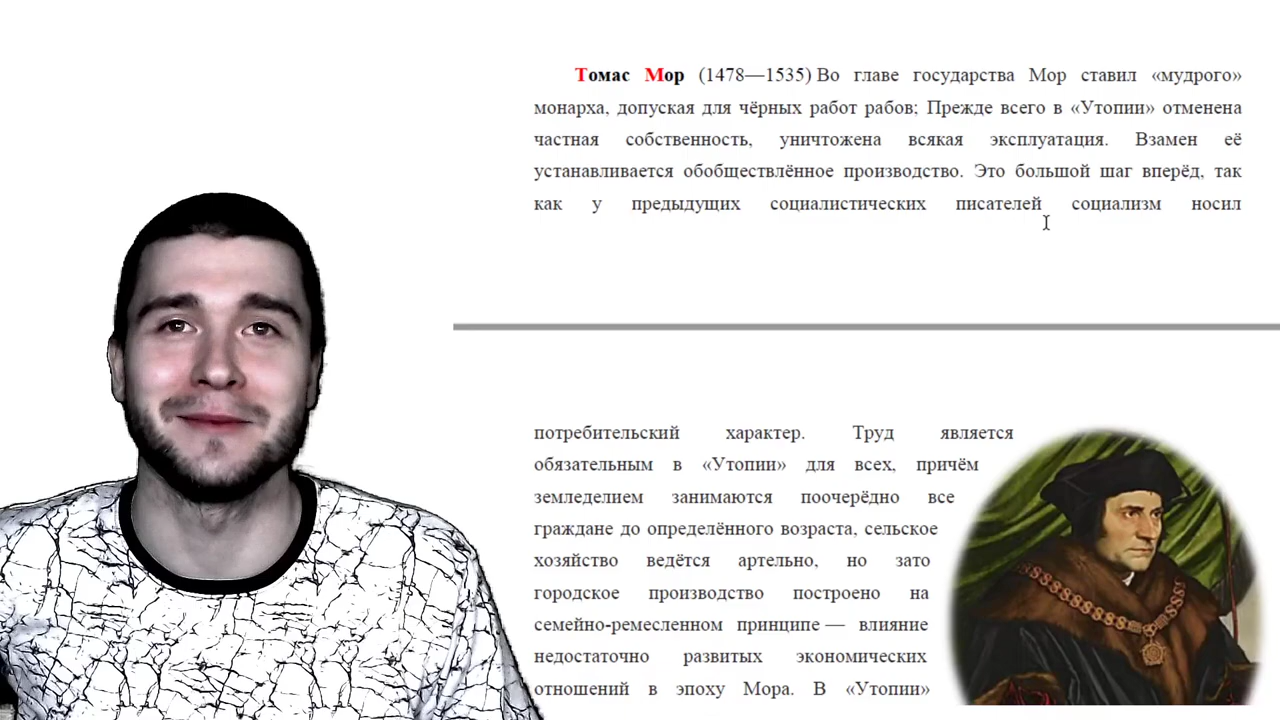 Томас Мор (1478—1535) Во главе государства Мор ставил «мудрого»
монарха, допуская для чёрных работ рабов; Прежде всего в «Утопии» отменена
частная собственность, уничтожена всякая эксплуатация. Взамен её
устанавливается обобществлённое производство. Это большой шаг вперёд, так
как у предыдущих социалистических писателей социализм носил
потребительский характер. Труд является
обязательным в «Утопии» для всех, причём
земледелием занимаются поочерёдно все
граждане до определённого возраста, сельское
хозяйство ведётся артельно, но зато
городское производство построено на
семейно-ремесленном принципе — влияние
недостаточно развитых экономических
отношений в эпоху Мора. В «Утопии»